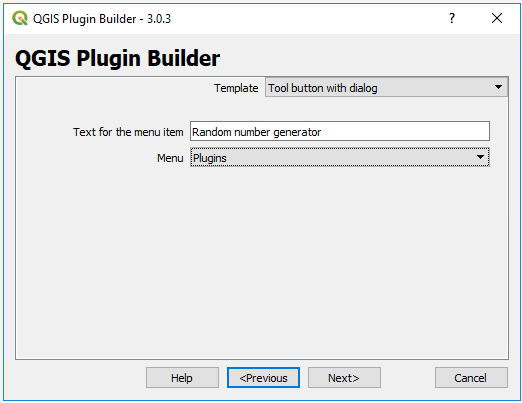 QGIS Plugin Builder - 3.0.3
QGIS Plugin Builder
Template Tool button with dialog
Text for the menu item Random number generator
Menu Plugins
Help <Previous Next> Cancel